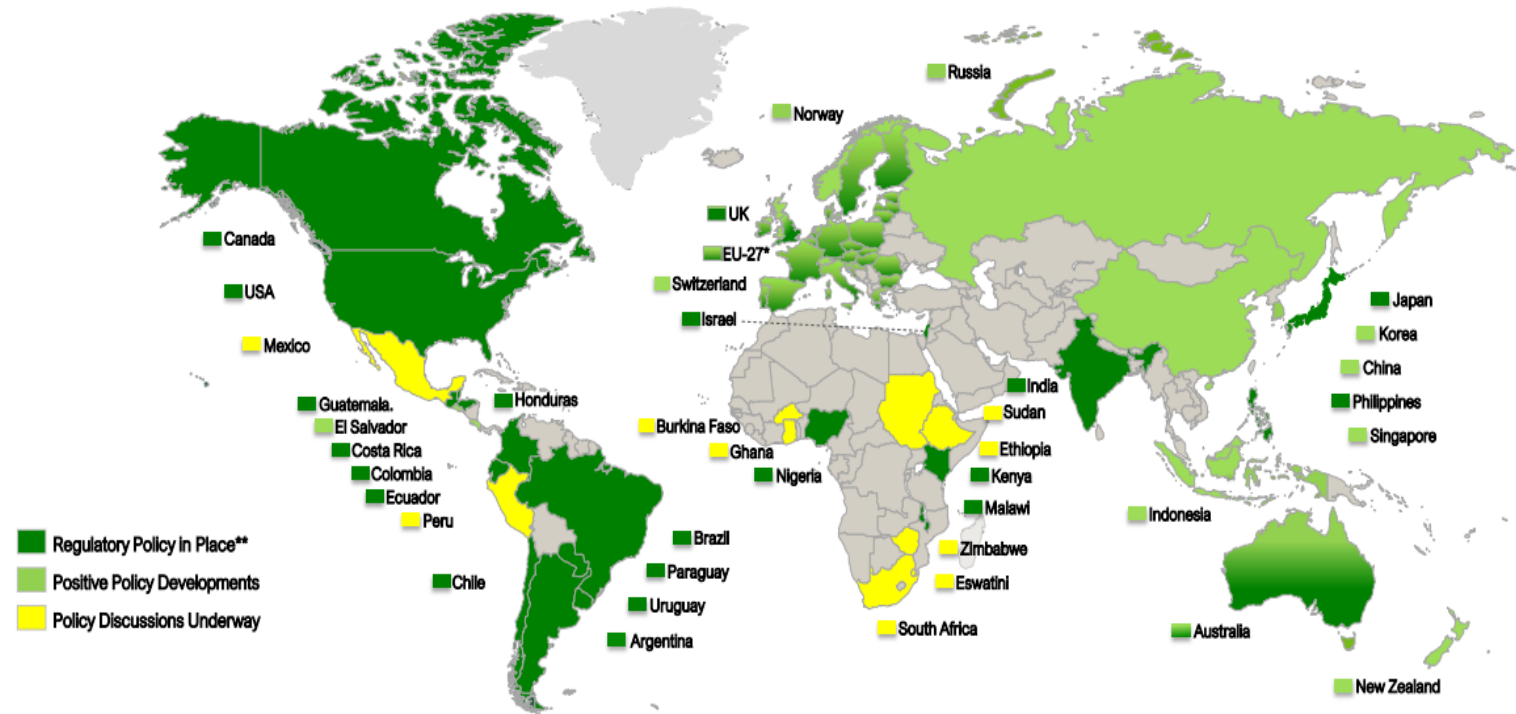 Russia
Norway
UK
Canada
EU-27*
Switzerland
USA
Japan
Israel
Korea
Mexico
China
India
Honduras
Guatemala.
Philippines
Sudan
El Salvador
Burkina Faso
Singapore
Costa Rica
Ghana
Ethiopia
Colombia
Nigeria
Kenya
Ecuador
Malawi
Indonesia
Peru
Brazil
Regulatory Policy in Place**
Zimbabwe
Paraguay
Positive Policy Developments
Chile
Eswatini
Uruguay
Policy Discussions Underway
South Africa
Australia
Argentina
New Zealand